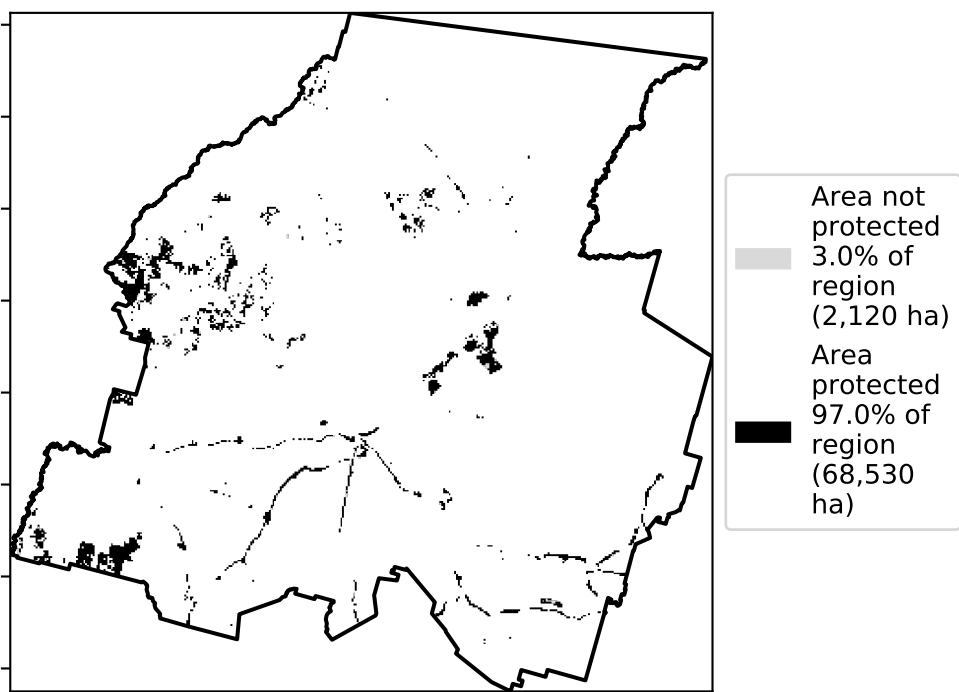 Area not
protected
3.0% of
region
(2,120 ha)
Area
protected
97.0% of
region
(68,530
ha)